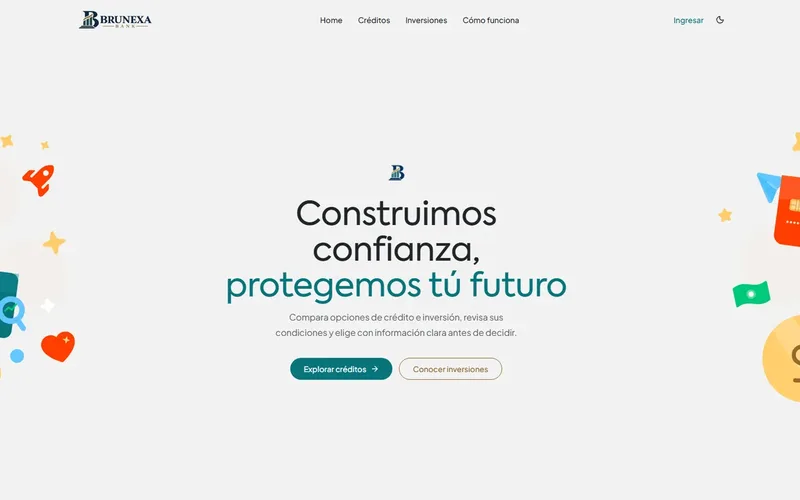 BRUNEXA
BANK
Home
Créditos
Inversiones
Cómo funciona
Ingresar
Construimos
confianza,
protegemos tú futuro
Compara opciones de crédito e inversión, revisa sus
condiciones y elige con información clara antes de decidir.
Explorar créditos →
Conocer inversiones